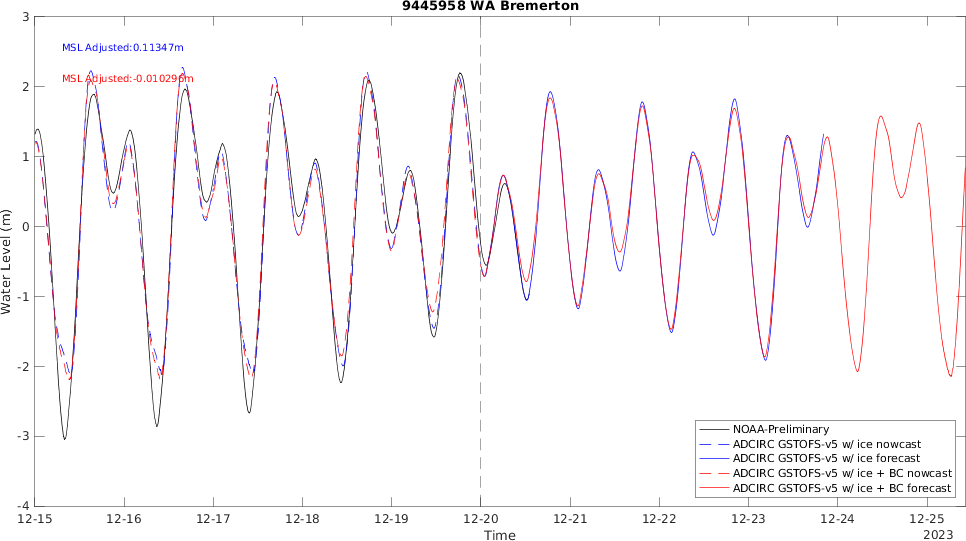 9445958 WA Bremerton
MSL Adjusted:0.11347m
MSL Adjusted:-0.010296m
Water Level (m)
3
2
1
0
-1
-2
-3
-4
NOAA-Preliminary
ADCIRC GSTOFS-v5 w/ ice nowcast
ADCIRC GSTOFS-v5 w/ ice forecast
ADCIRC GSTOFS-v5 w/ ice + BC nowcast
ADCIRC GSTOFS-v5 w/ ice + BC forecast
12-15 12-16 12-17 12-18 12-19 12-20 12-21 12-22 12-23 12-24 12-25
Time
2023